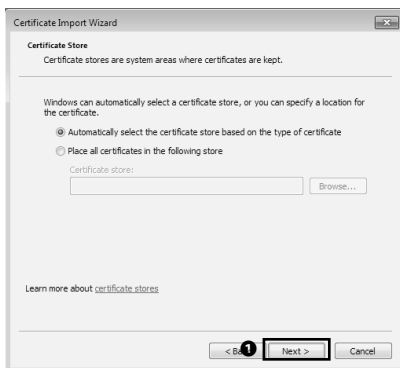 Certificate Import Wizard
Certificate Store
Certificate stores are system areas where certificates are kept.
Windows can automatically select a certificate store, or you can specify a location for
the certificate.
Automatically select the certificate store based on the type of certificate
Place all certificates in the following store
Certificate store:
Browse...
Learn more about certificate stores
< Ba 1 Next > Cancel